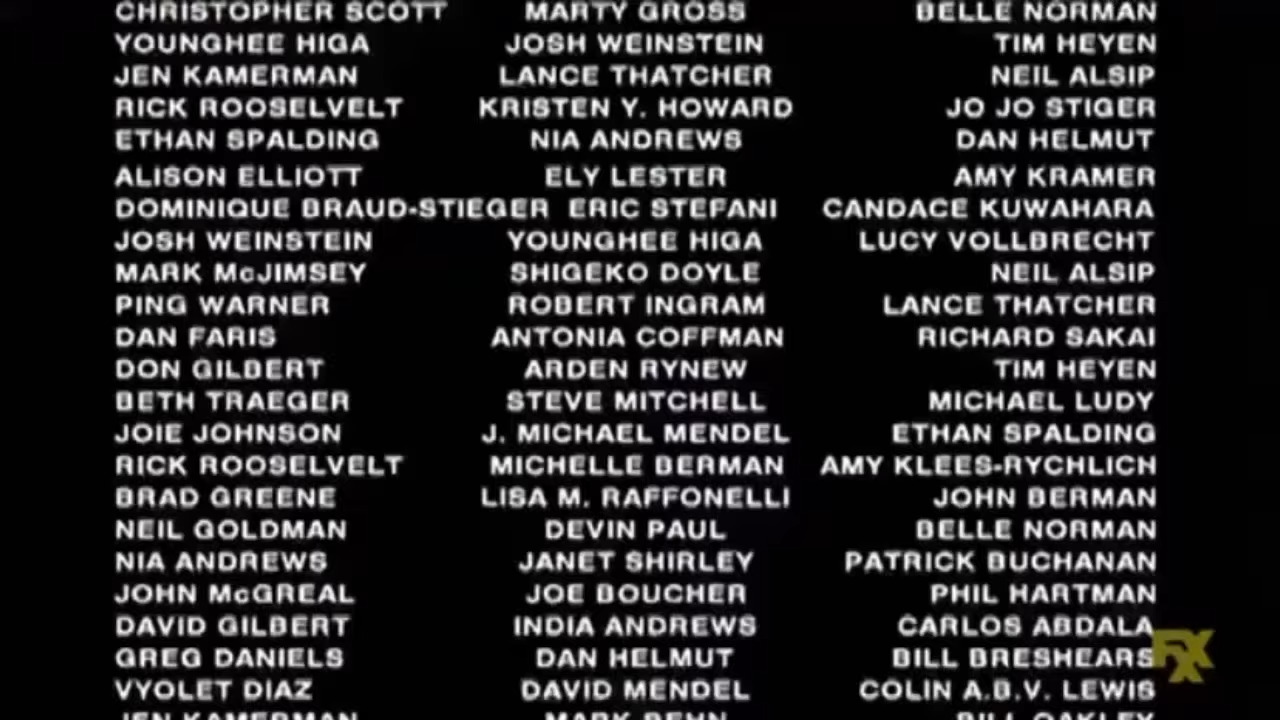 CHRISTOPHER SCOTT MARTY GROSS BELLE NORMAN
YOUNGHEE HIGA JOSH WEINSTEIN TIM HEYEN
JEN KAMERMAN LANCE THATCHER NEIL ALSIP
RICK ROOSELVELT KRISTEN Y. HOWARD JO JO STIGER
ETHAN SPALDING NIA ANDREWS DAN HELMUT
ALISON ELLIOTT ELY LESTER AMY KRAMER
DOMINIQUE BRAUD-STIEGER ERIC STEFANI CANDACE KUWAHARA
JOSH WEINSTEIN YOUNGHEE HIGA LUCY VOLLBRECHT
MARK McJIMSEY SHIGEKO DOYLE NEIL ALSIP
PING WARNER ROBERT INGRAM LANCE THATCHER
DAN FARIS ANTONIA COFFMAN RICHARD SAKAI
DON GILBERT ARDEN RYNEW TIM HEYEN
BETH TRAEGER STEVE MITCHELL MICHAEL LUDY
JOIE JOHNSON J. MICHAEL MENDEL ETHAN SPALDING
RICK ROOSELVELT MICHELLE BERMAN AMY KLEES-RYCHLICH
BRAD GREENE LISA M. RAFFONELLI JOHN BERMAN
NEIL GOLDMAN DEVIN PAUL BELLE NORMAN
NIA ANDREWS JANET SHIRLEY PATRICK BUCHANAN
JOHN McGREAL JOE BOUCHER PHIL HARTMAN
DAVID GILBERT INDIA ANDREWS CARLOS ABDALA
GREG DANIELS DAN HELMUT BILL BRESHEARS
VYOLET DIAZ DAVID MENDEL COLIN A.B.V. LEWIS
JEN KAMERMAN MARK BEHN BILL OAKLEY
FXX